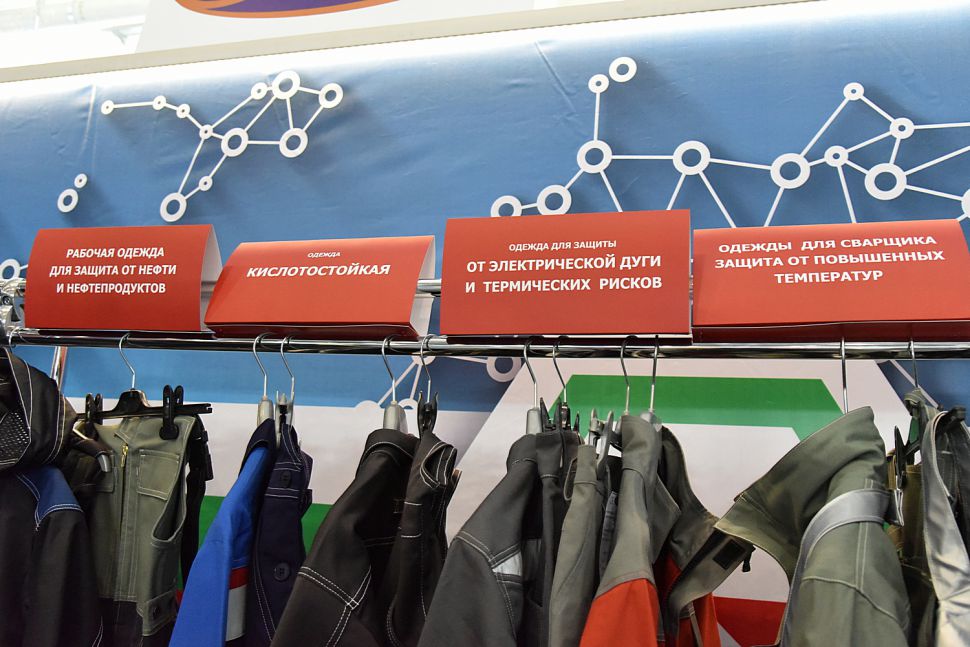 РАБОЧАЯ ОДЕЖДА
ДЛЯ ЗАЩИТА ОТ НЕФТИ
И НЕФТЕПРОДУКТОВ
ОДЕЖДА
КИСЛОТОСТОЙКАЯ
ОДЕЖДА ДЛЯ ЗАЩИТЫ
ОТ ЭЛЕКТРИЧЕСКОЙ ДУГИ
И ТЕРМИЧЕСКИХ РИСКОВ
ОДЕЖДЫ ДЛЯ СВАРЩИКА
ЗАЩИТА ОТ ПОВЫШЕННЫХ
ТЕМПЕРАТУР